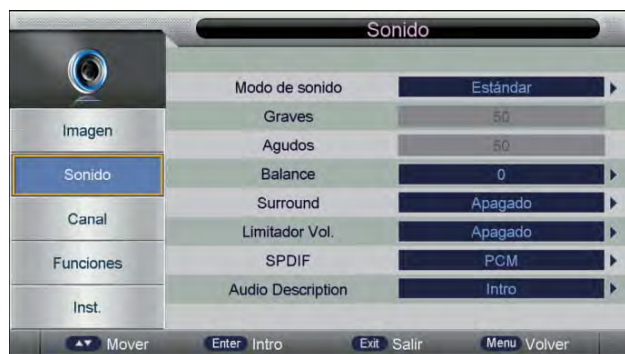 Sonido
Imagen
Sonido
Canal
Funciones
Inst.
Modo de sonido Estándar
Graves 50
Agudos 50
Balance 0
Surround Apagado
Limitador Vol. Apagado
SPDIF PCM
Audio Description Intro
Mover Enter Intro Exit Salir Menu Volver